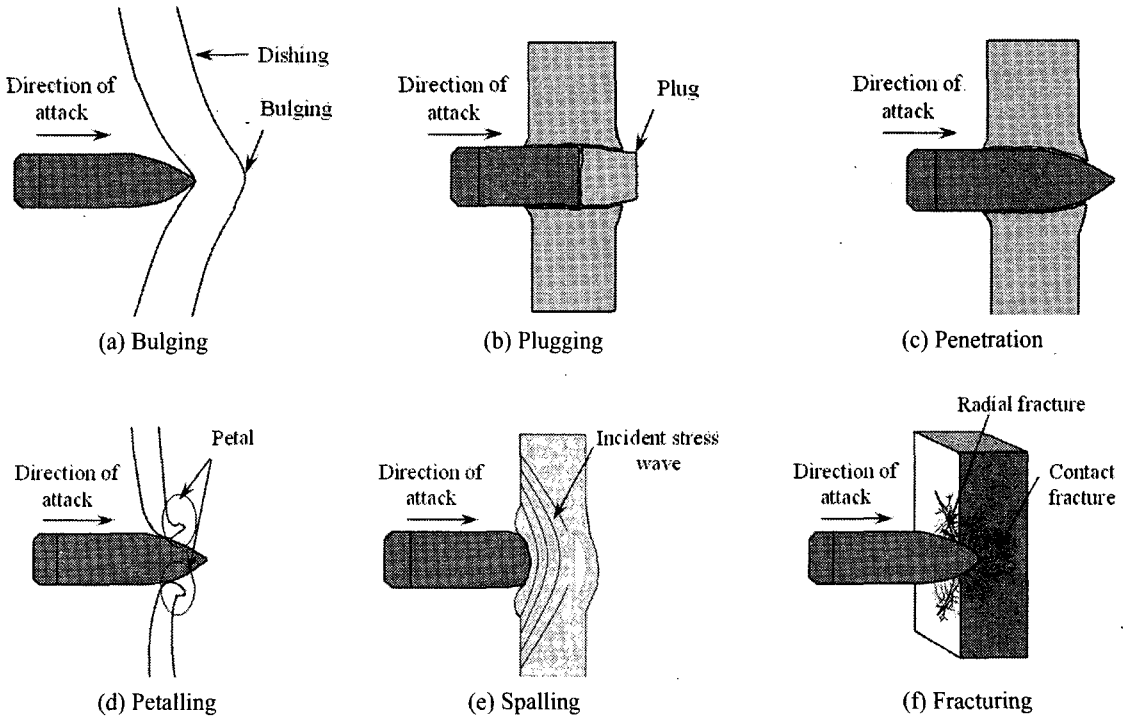 Dishing
Direction of
attack
Bulging
(a) Bulging
Direction of
attack
Plug
(b) Plugging
Direction of
attack
(c) Penetration
Petal
Direction of
attack
(d) Petalling
Incident stress
wave
Direction of
attack
(e) Spalling
Radial fracture
Direction of
attack
Contact
fracture
(f) Fracturing